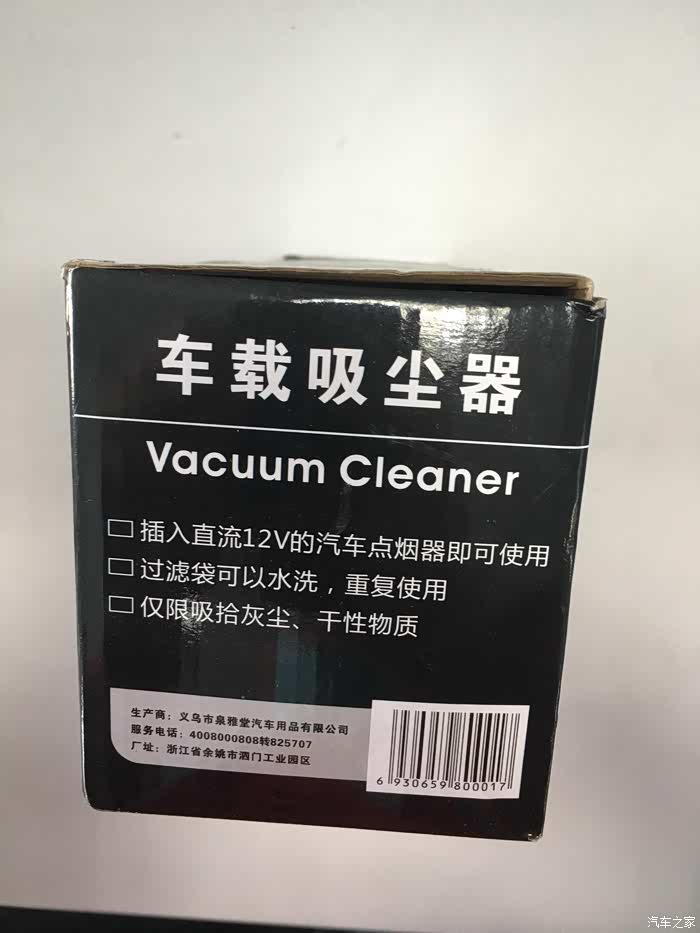 车载吸尘器
Vacuum Cleaner
□ 插入直流12V的汽车点烟器即可使用
□ 过滤袋可以水洗，重复使用
□ 仅限吸拾灰尘、干性物质
生产商：义乌市泉雅堂汽车用品有限公司
服务电话：4008000808转825707
厂址：浙江省余姚市泗门工业园区
6 930659 800017
汽车之家